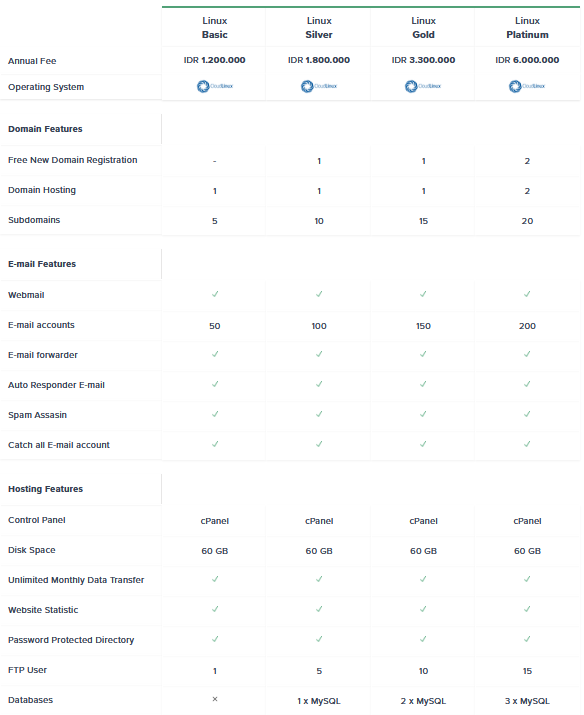 Linux Linux Linux Linux
Basic Silver Gold Platinum
Annual Fee IDR 1.200.000 IDR 1.800.000 IDR 3.300.000 IDR 6.000.000
Operating System CloudLinux CloudLinux CloudLinux CloudLinux
Domain Features
Free New Domain Registration - 1 1 2
Domain Hosting 1 1 1 2
Subdomains 5 10 15 20
E-mail Features
Webmail ✓ ✓ ✓ ✓
E-mail accounts 50 100 150 200
E-mail forwarder ✓ ✓ ✓ ✓
Auto Responder E-mail ✓ ✓ ✓ ✓
Spam Assasin ✓ ✓ ✓ ✓
Catch all E-mail account ✓ ✓ ✓ ✓
Hosting Features
Control Panel cPanel cPanel cPanel cPanel
Disk Space 60 GB 60 GB 60 GB 60 GB
Unlimited Monthly Data Transfer ✓ ✓ ✓ ✓
Website Statistic ✓ ✓ ✓ ✓
Password Protected Directory ✓ ✓ ✓ ✓
FTP User 1 5 10 15
Databases × 1 x MySQL 2 x MySQL 3 x MySQL